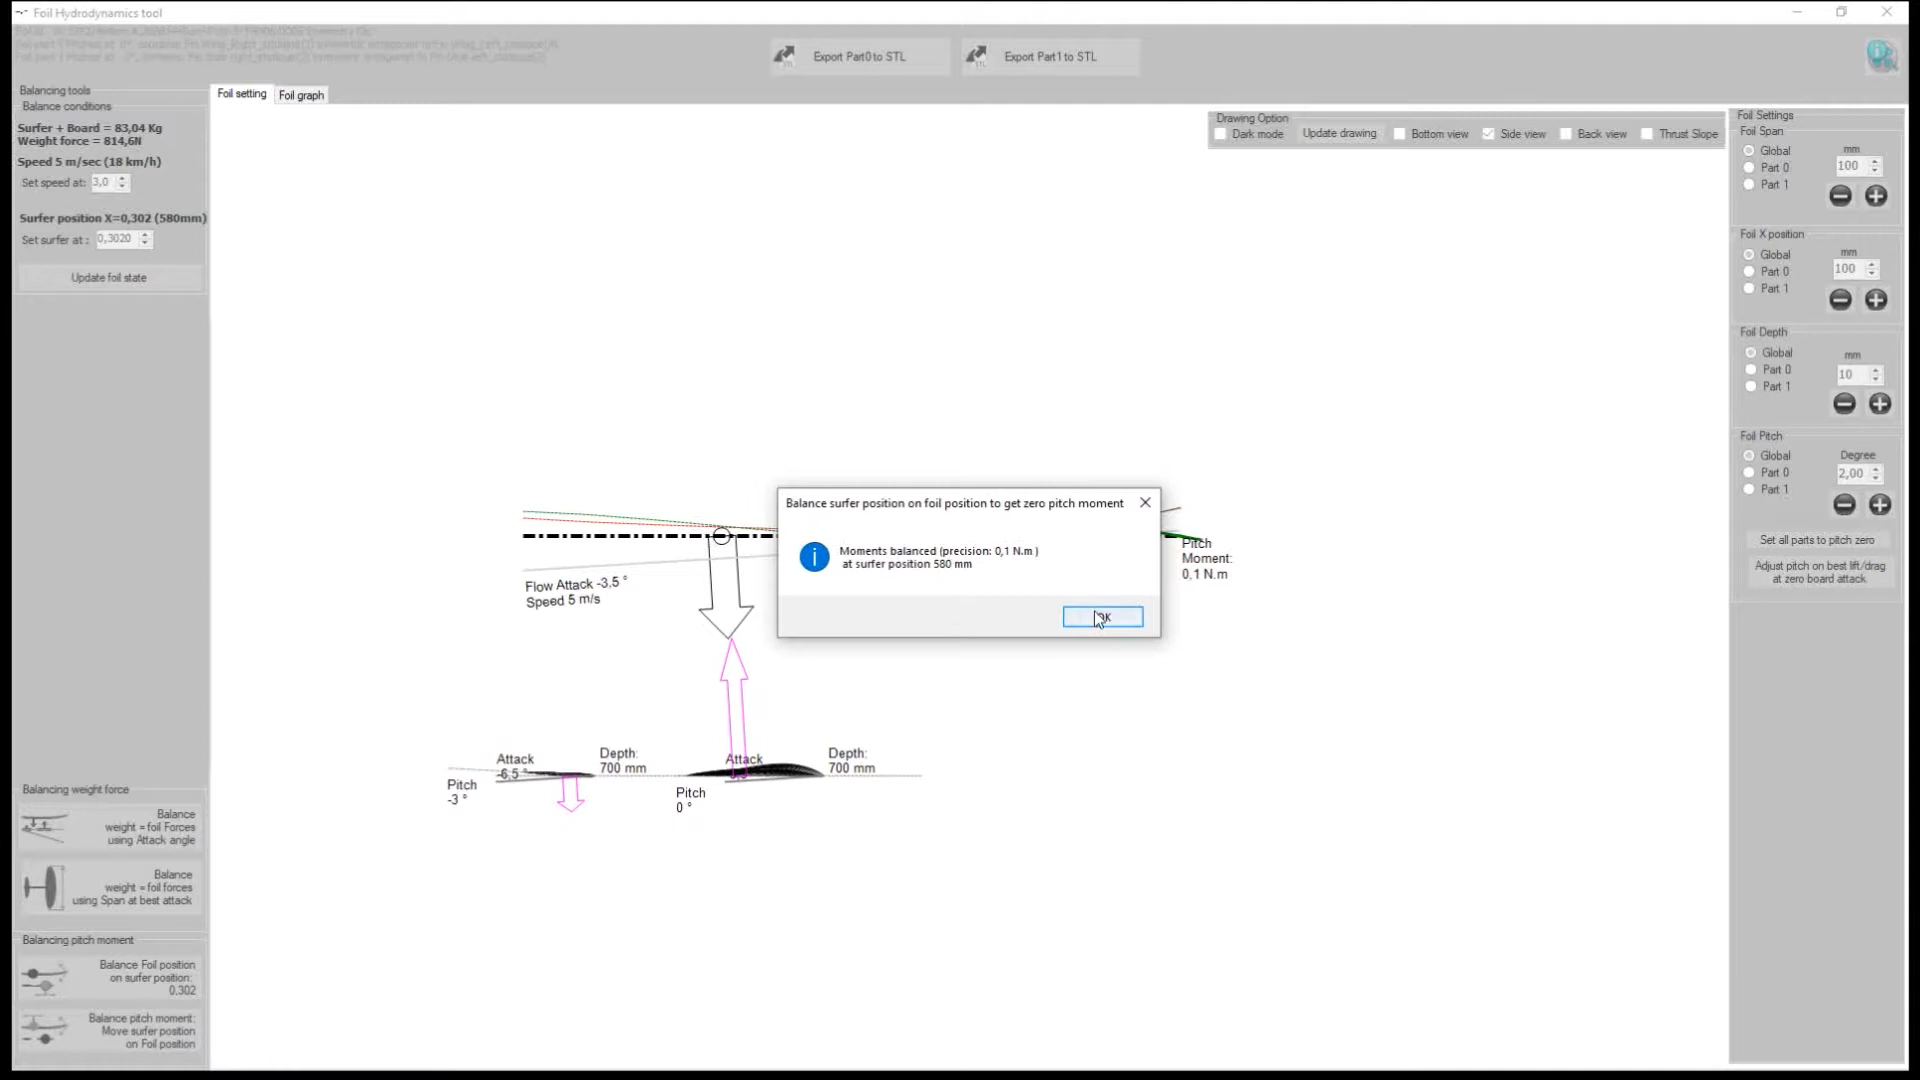 Foil Hydrodynamics tool
Export Part0 to STL
Export Part1 to STL
Balancing tools
Balance conditions
Surfer + Board = 83,04 Kg
Weight force = 814,6N
Speed 5 m/sec (18 km/h)
Set speed at: 3,0
Surfer position X=0,302 (580mm)
Set surfer at : 0,3020
Update foil state
Foil setting
Foil graph
Drawing Option
Dark mode
Update drawing
Bottom view
Side view
Back view
Thrust Slope
Foil Settings
Foil Span
Global
Part 0
Part 1
mm
100
Foil X position
Global
Part 0
Part 1
mm
100
Foil Depth
Global
Part 0
Part 1
mm
10
Foil Pitch
Global
Part 0
Part 1
Degree
2,00
Set all parts to pitch zero
Adjust pitch on best lift/drag
at zero board attack
Balance surfer position on foil position to get zero pitch moment
Moments balanced (precision: 0,1 N.m )
at surfer position 580 mm
OK
Flow Attack -3,5 °
Speed 5 m/s
Pitch
Moment:
0,1 N.m
Attack
-6,5 °
Depth:
700 mm
Pitch
-3 °
Attack
Depth:
700 mm
Pitch
0 °
Balancing weight force
Balance
weight = foil Forces
using Attack angle
Balance
weight = foil forces
using Span at best attack
Balancing pitch moment
Balance Foil position
on surfer position:
0,302
Balance pitch moment:
Move surfer position
on Foil position